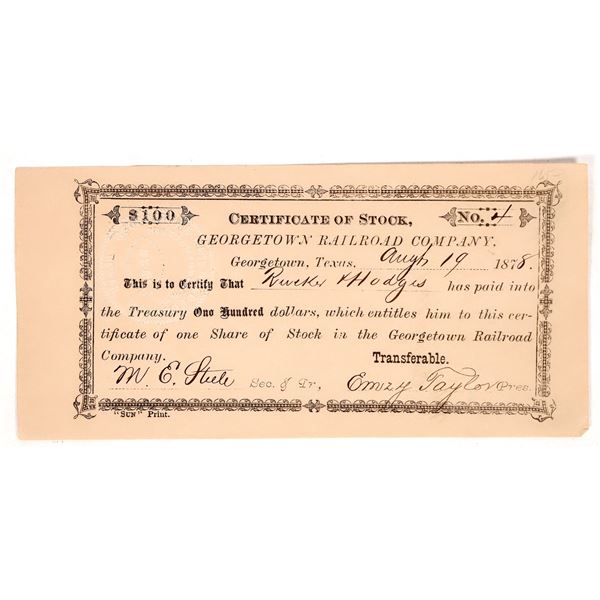 $100 CERTIFICATE OF STOCK, NO. 4
GEORGETOWN RAILROAD COMPANY.
Georgetown, Texas. Augt 19 1878.
This is to Certify That Rucker & Hodges has paid into
the Treasury One Hundred dollars, which entitles him to this cer-
tificate of one Share of Stock in the Georgetown Railroad
Company. Transferable.
M. E. Steele Sec. & Tr, Emzy Taylor Pres.
"SUN" Print.